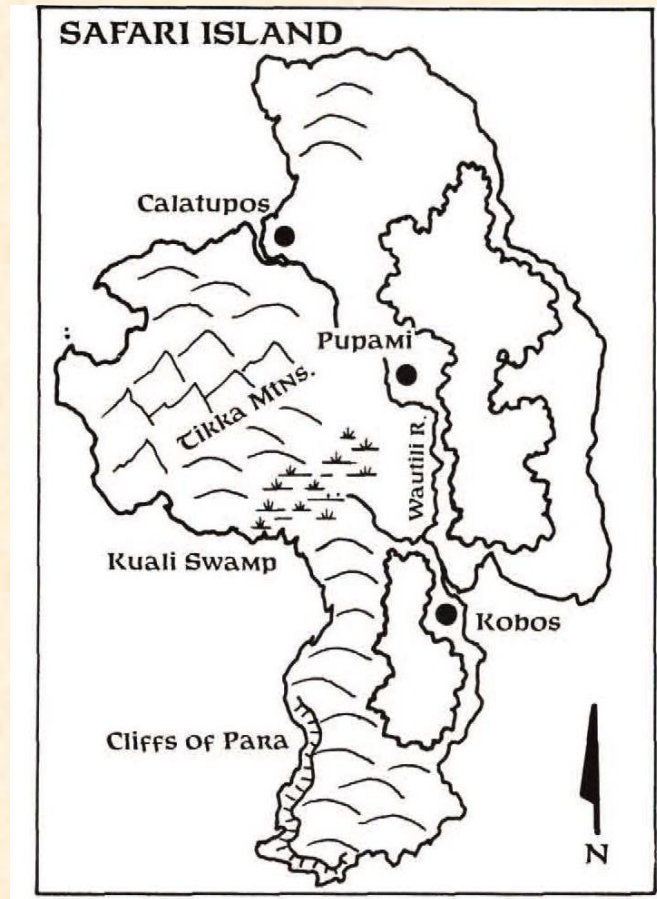 SAFARI ISLAND
Calatupos
Pupami
Tikka Mtns.
Wautili R.
Kuali Swamp
Kobos
Cliffs of Para
N